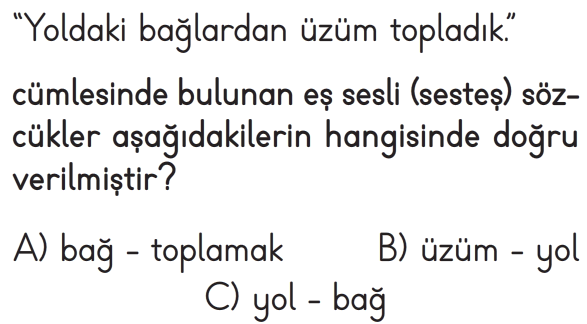 "Yoldaki bağlardan üzüm topladık."
cümlesinde bulunan eş sesli (sesteş) söz-
cükler aşağıdakilerin hangisinde doğru
verilmiştir?
A) bağ - toplamak B) üzüm - yol
C) yol - bağ